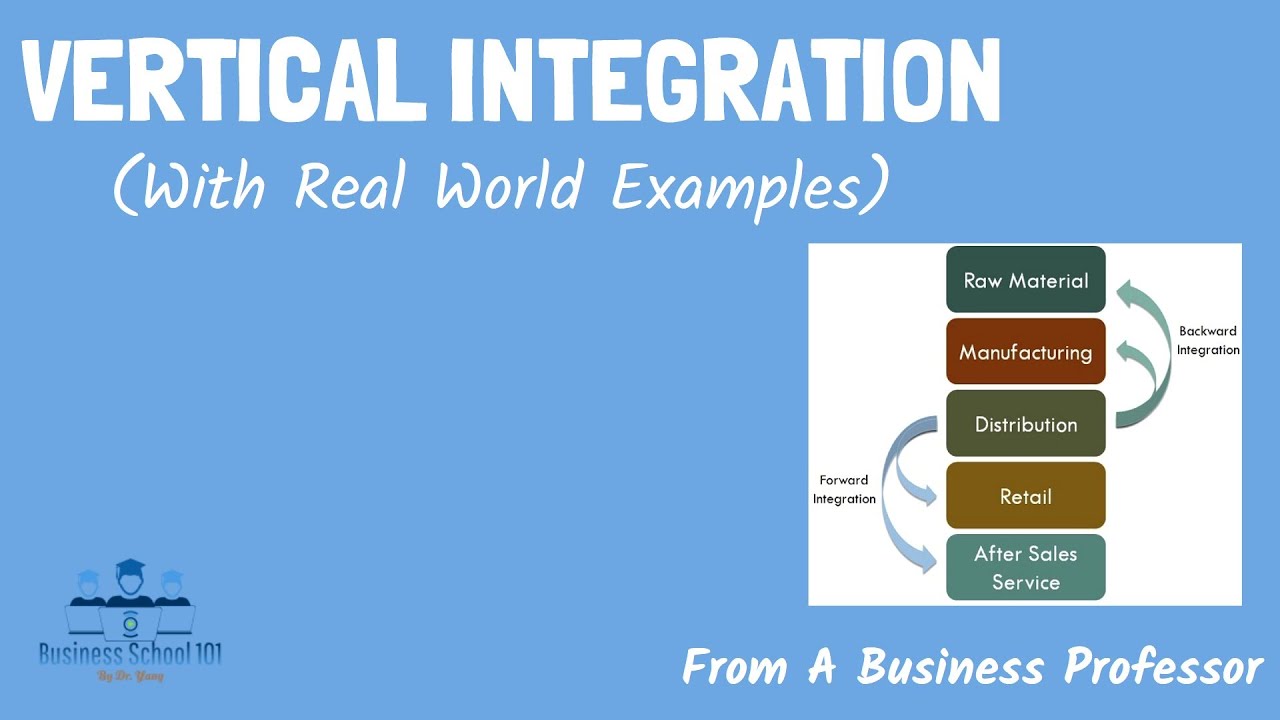 VERTICAL INTEGRATION
(With Real World Examples)
Raw Material
Manufacturing
Distribution
Retail
After Sales
Service
Backward
Integration
Forward
Integration
Business School 101
By Dr. Yang
From A Business Professor